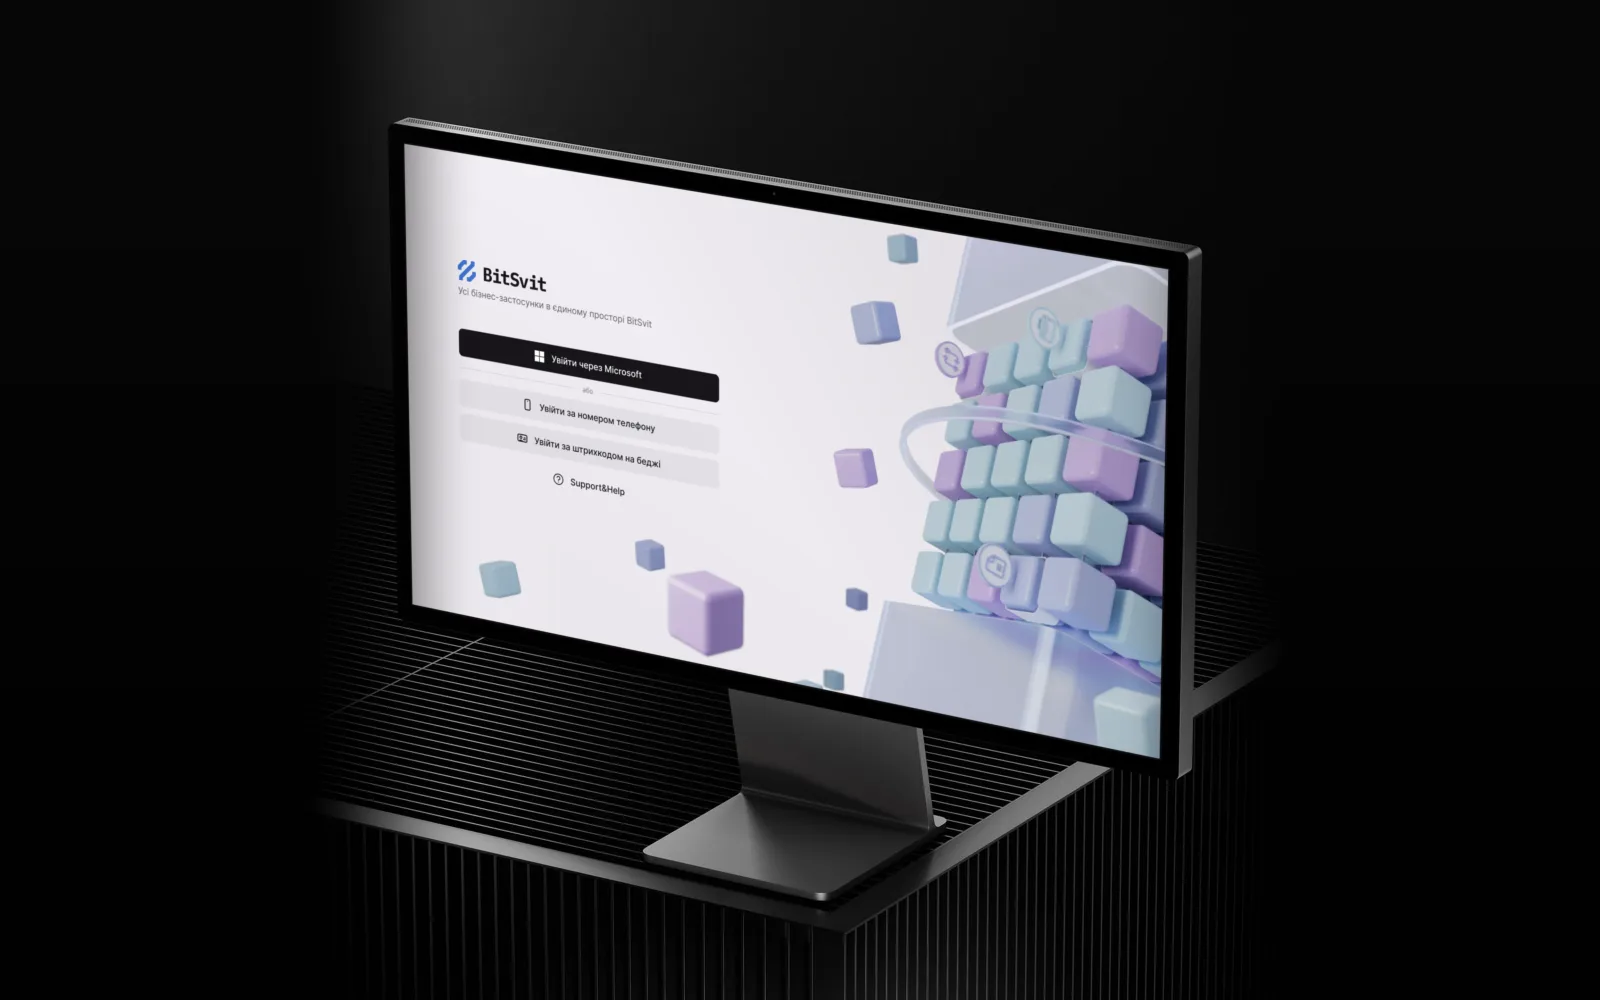 BitSvit
Усі бізнес-застосунки в єдиному просторі BitSvit
Увійти через Microsoft
або
Увійти за номером телефону
Увійти за штрихкодом на беджі
Support&Help